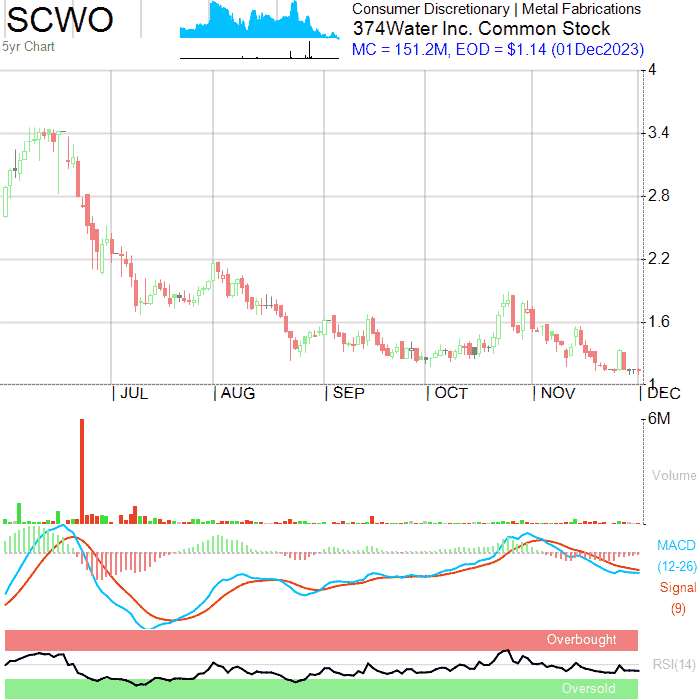 SCWO
5yr Chart
Consumer Discretionary | Metal Fabrications
374Water Inc. Common Stock
MC = 151.2M, EOD = $1.14 (01Dec2023)
4
3.4
2.8
2.2
1.6
1
| JUL | AUG | SEP | OCT | NOV | DEC
6M
Volume
MACD
(12-26)
Signal
(9)
Overbought
RSI(14)
Oversold